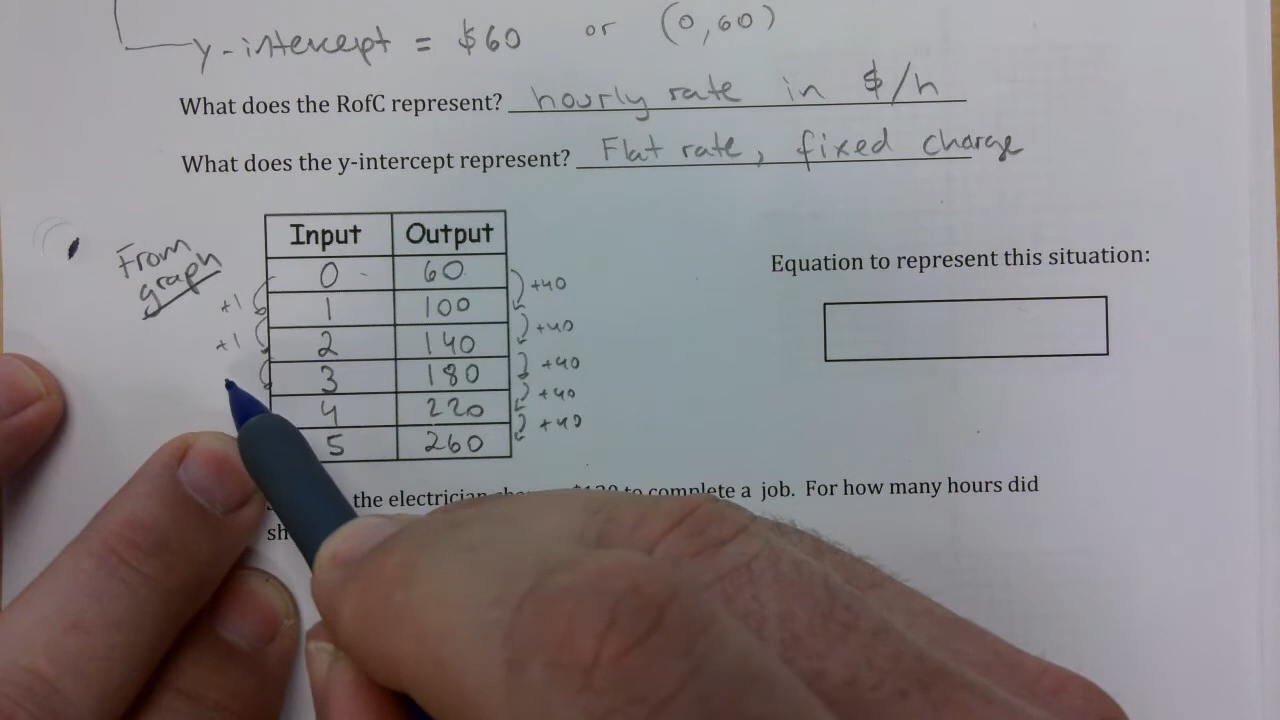 y-intercept = $60 or (0,60)
What does the RofC represent? hourly rate in $/h
What does the y-intercept represent? Flat rate, fixed charge
From
graph
Input Output
0 60
1 100
2 140
3 180
4 220
5 260
+1
+1
+40
+40
+40
+40
+40
Equation to represent this situation:
the electrician to complete a job. For how many hours did